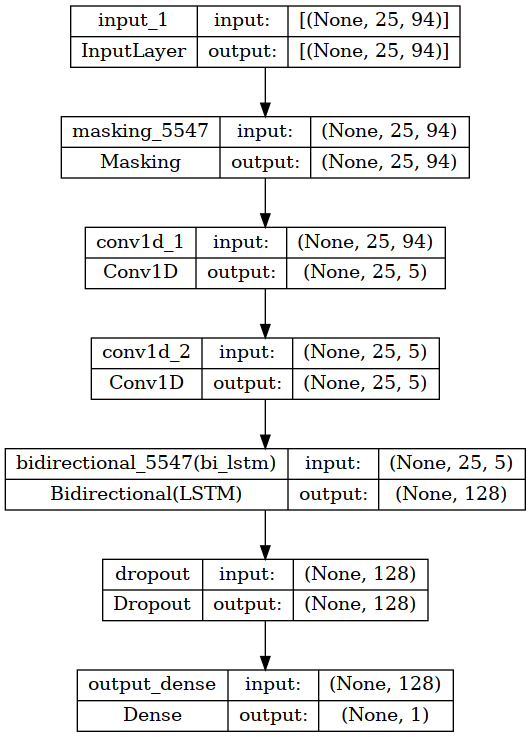 input_1 input: [(None, 25, 94)]
InputLayer output: [(None, 25, 94)]
masking_5547 input: (None, 25, 94)
Masking output: (None, 25, 94)
conv1d_1 input: (None, 25, 94)
Conv1D output: (None, 25, 5)
conv1d_2 input: (None, 25, 5)
Conv1D output: (None, 25, 5)
bidirectional_5547(bi_lstm) input: (None, 25, 5)
Bidirectional(LSTM) output: (None, 128)
dropout input: (None, 128)
Dropout output: (None, 128)
output_dense input: (None, 128)
Dense output: (None, 1)